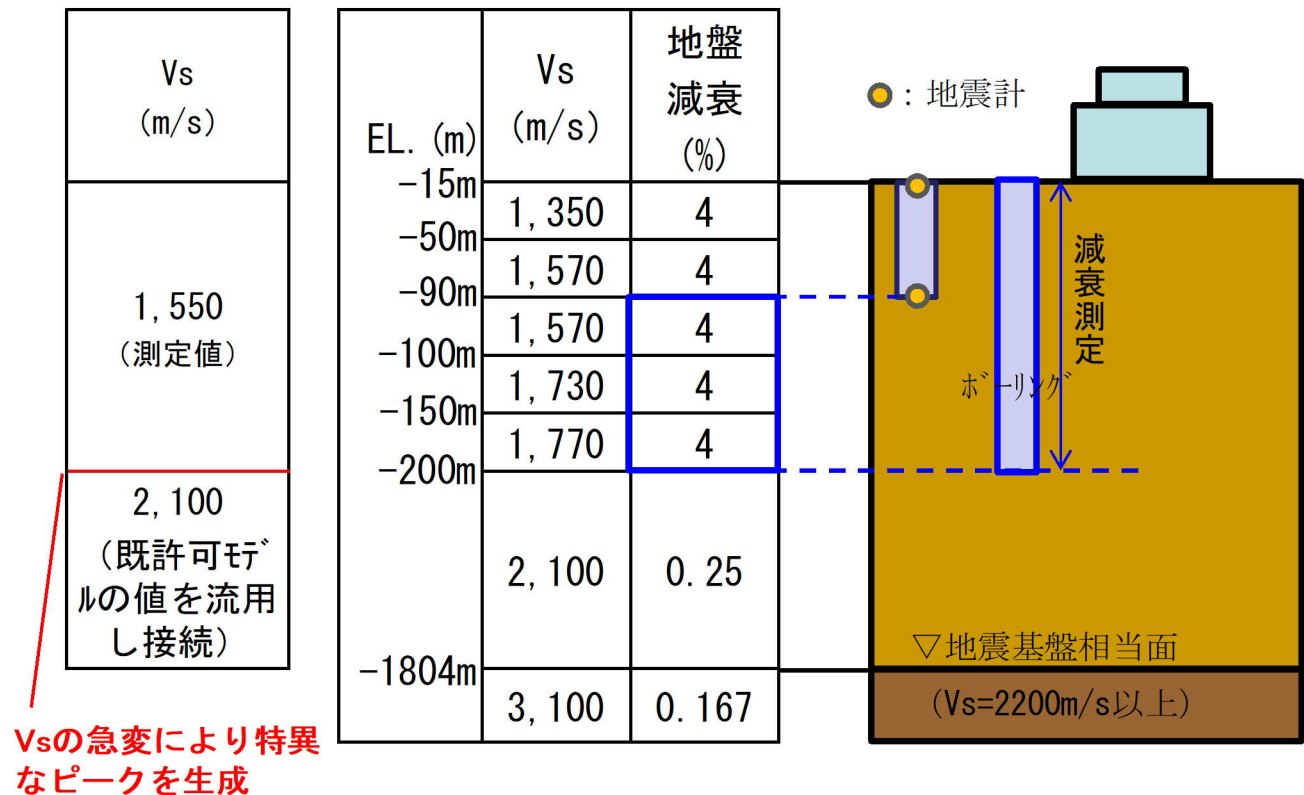 Vs
(m/s)
1,550
(測定値)
2,100
(既許可ﾓﾃﾞ
ﾙの値を流用
し接続)
Vsの急変により特異
なピークを生成
EL. (m)
Vs
(m/s)
地盤
減衰
(%)
-15m
1,350 4
-50m
1,570 4
-90m
1,570 4
-100m
1,730 4
-150m
1,770 4
-200m
2,100 0.25
-1804m
3,100 0.167
：地震計
減衰測定
ﾎﾞｰﾘﾝｸﾞ
▽地震基盤相当面
(Vs=2200m/s以上)